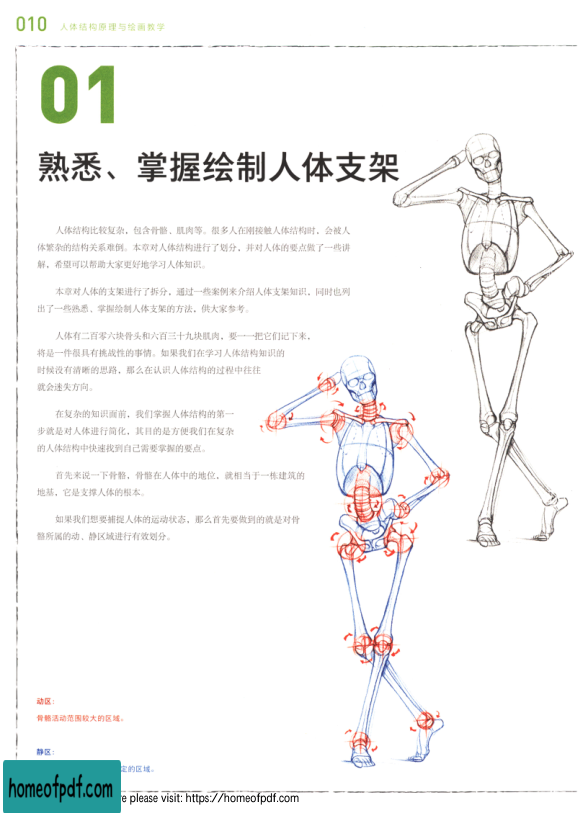 010 人体结构原理与绘画教学
01
熟悉、掌握绘制人体支架
人体结构比较复杂，包含骨骼、肌肉等。很多人在刚接触人体结构时，会被人
体繁杂的结构关系难倒。本章对人体结构进行了划分，并对人体的要点做了一些讲
解，希望可以帮助大家更好地学习人体知识。
本章对人体的支架进行了拆分，通过一些案例来介绍人体支架知识，同时也列
出了一些熟悉、掌握绘制人体支架的方法，供大家参考。
人体有二百零六块骨头和六百三十九块肌肉，要一一把它们记下来，
将是一件很具有挑战性的事情。如果我们在学习人体结构知识的
时候没有清晰的思路，那么在认识人体结构的过程中往往
就会迷失方向。
在复杂的知识面前，我们掌握人体结构的第一
步就是对人体进行简化，其目的是方便我们在复杂
的人体结构中快速找到自己需要掌握的要点。
首先来说一下骨骼，骨骼在人体中的地位，就相当于一栋建筑的
地基，它是支撑人体的根本。
如果我们想要捕捉人体的运动状态，那么首先要做到的就是对骨
骼所属的动、静区域进行有效划分。
动区：
骨骼活动范围较大的区域。
静区：
定的区域。
homeofpdf.com
re please visit: https://homeofpdf.com